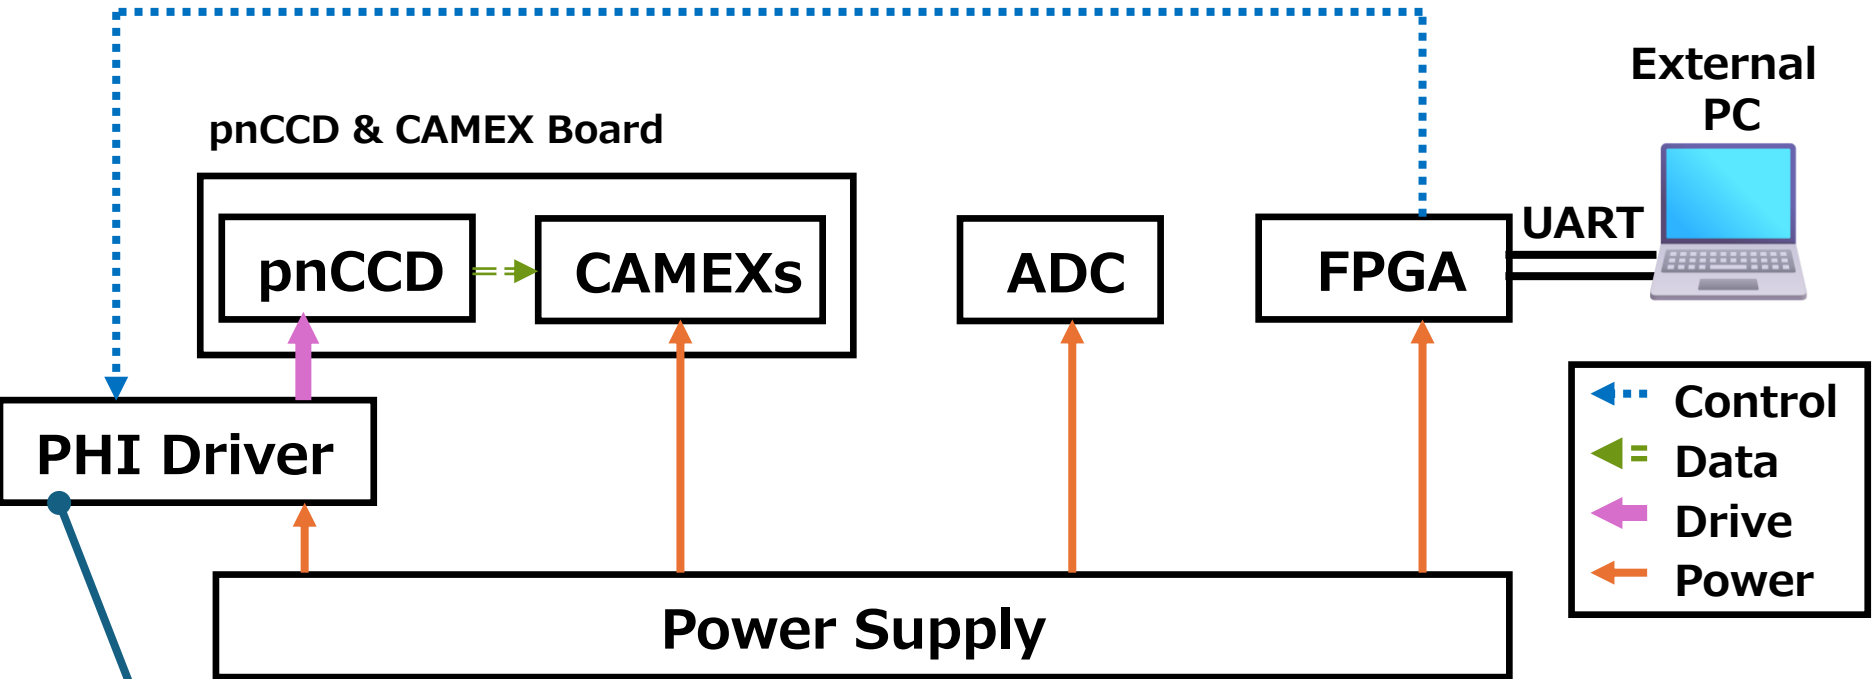 External
PC
pnCCD & CAMEX Board
UART
pnCCD
CAMEXs
ADC
FPGA
PHI Driver
Control
Data
Drive
Power
Power Supply